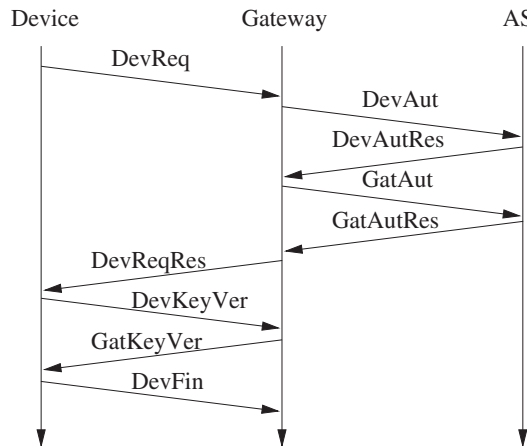 Device Gateway AS
DevReq
DevAut
DevAutRes
GatAut
GatAutRes
DevReqRes
DevKeyVer
GatKeyVer
DevFin